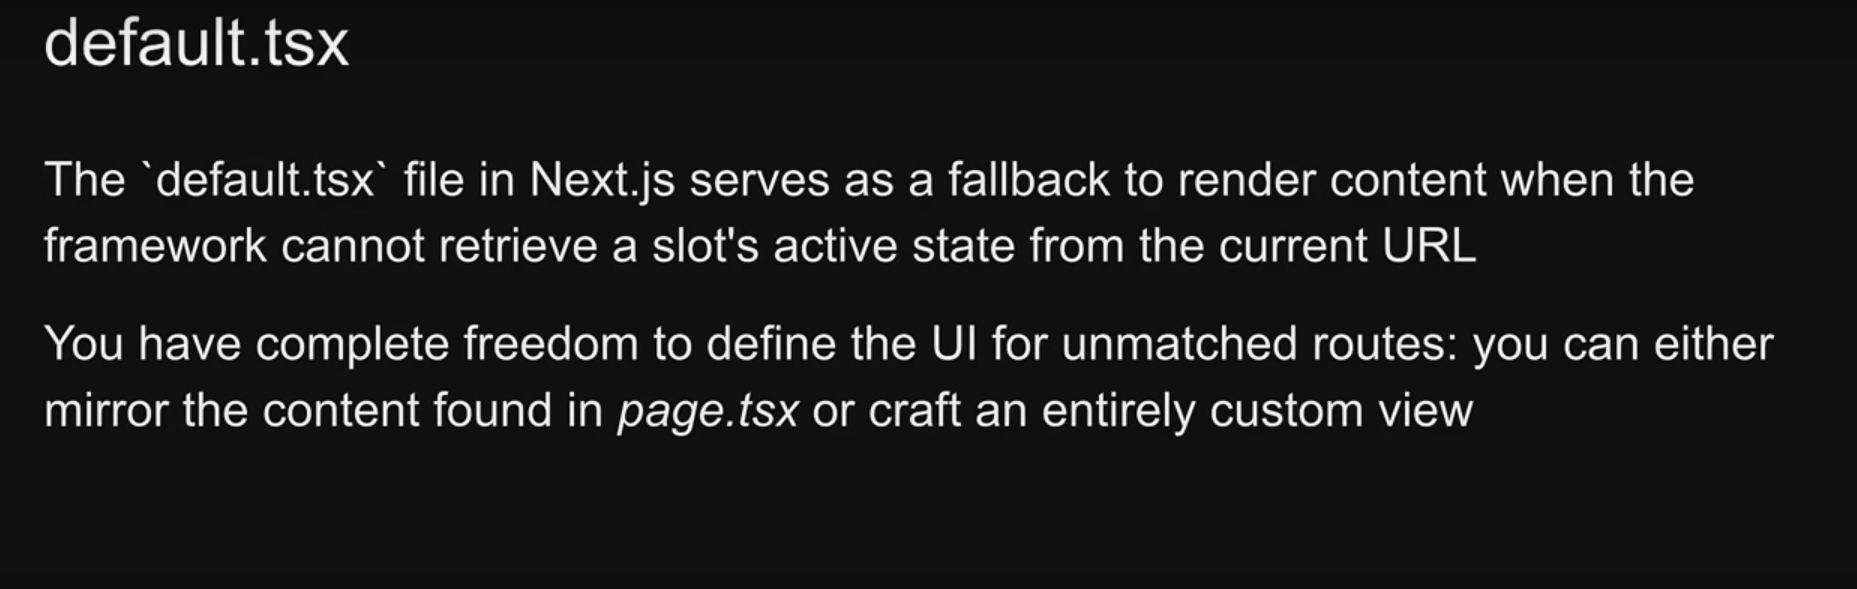 default.tsx
The `default.tsx` file in Next.js serves as a fallback to render content when the
framework cannot retrieve a slot's active state from the current URL
You have complete freedom to define the UI for unmatched routes: you can either
mirror the content found in page.tsx or craft an entirely custom view